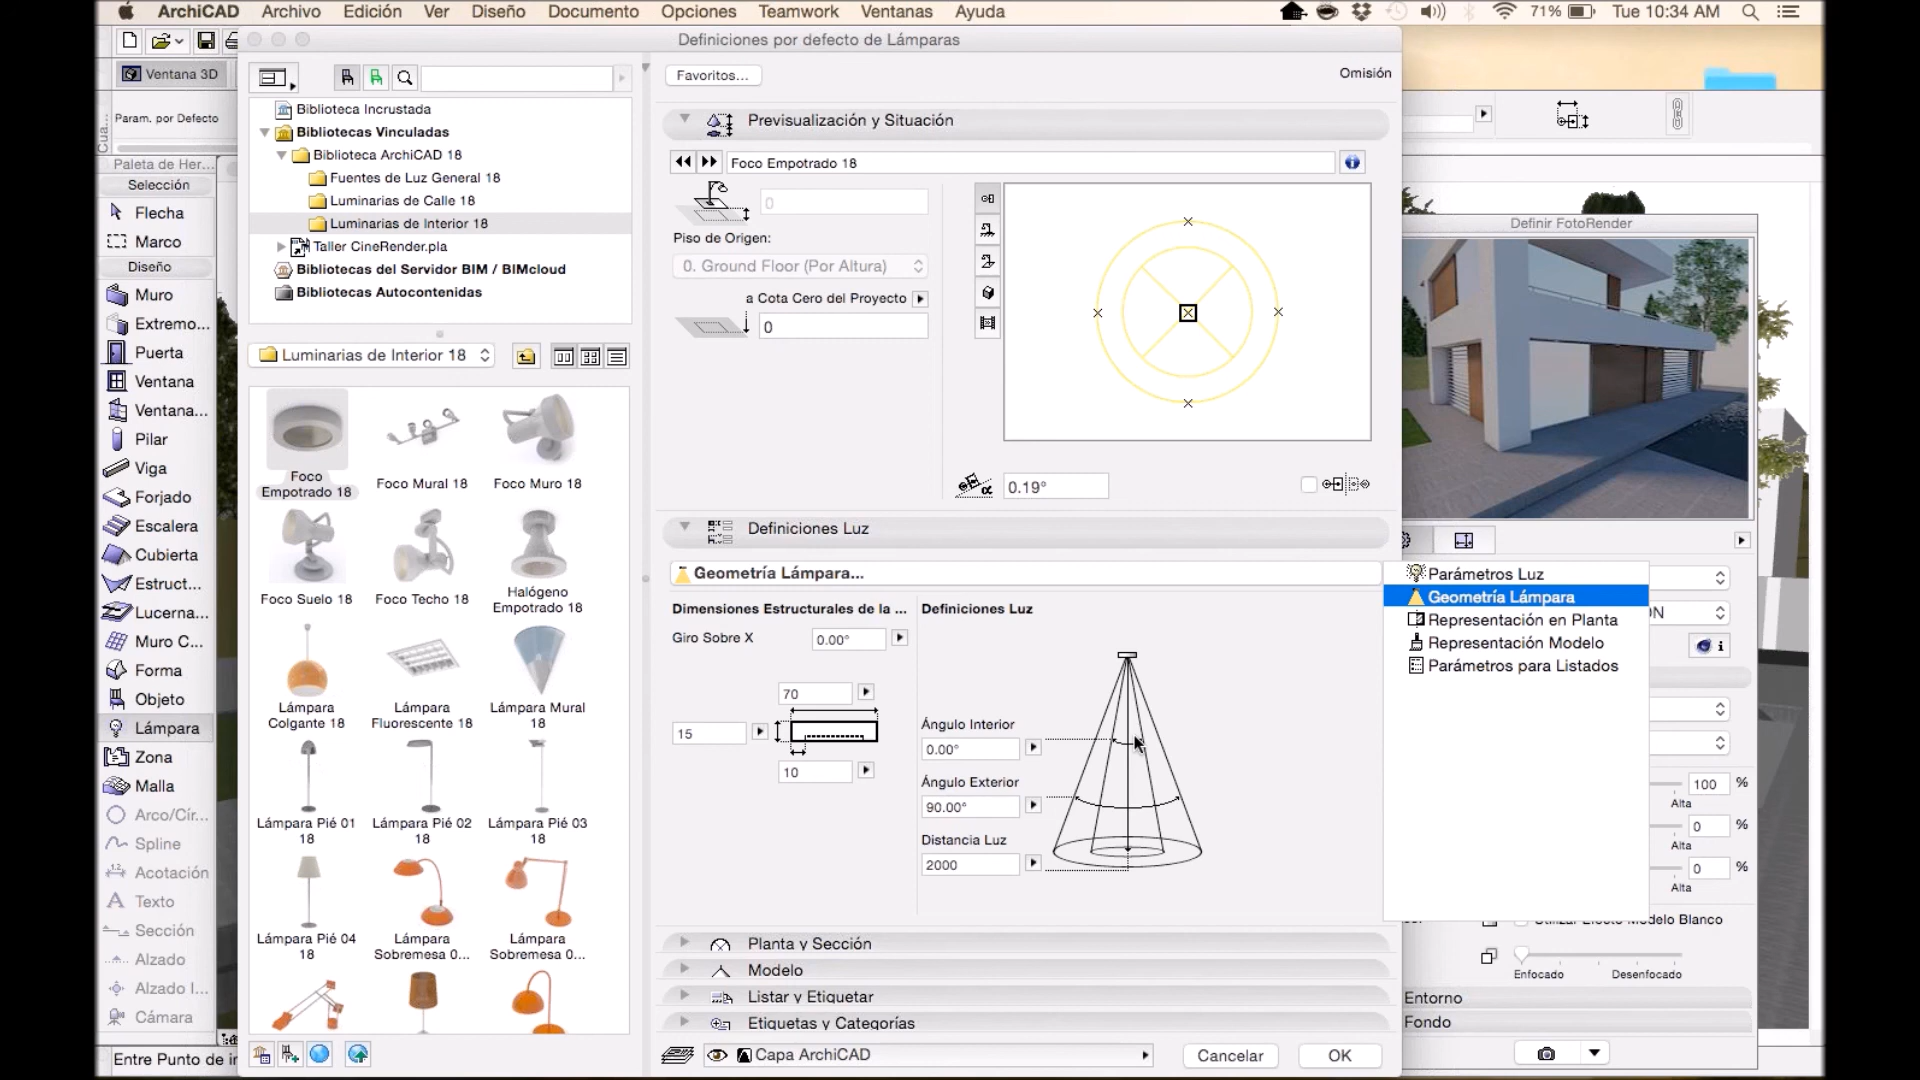 ArchiCAD Archivo Edición Ver Diseño Documento Opciones Teamwork Ventanas Ayuda 71% Tue 10:34 AM
Definiciones por defecto de Lámparas
Ventana 3D
Param. por Defecto
Cua...
Paleta de Her...
Selección
Flecha
Marco
Diseño
Muro
Extremo...
Puerta
Ventana
Ventana...
Pilar
Viga
Forjado
Escalera
Cubierta
Estruct...
Lucerna...
Muro C...
Forma
Objeto
Lámpara
Zona
Malla
Arco/Cír...
Spline
Acotación
Texto
Sección
Alzado
Alzado I...
Cámara
Entre Punto de in
Biblioteca Incrustada
Bibliotecas Vinculadas
Biblioteca ArchiCAD 18
Fuentes de Luz General 18
Luminarias de Calle 18
Luminarias de Interior 18
Taller CineRender.pla
Bibliotecas del Servidor BIM / BIMcloud
Bibliotecas Autocontenidas
Luminarias de Interior 18
Foco Empotrado 18
Foco Mural 18
Foco Muro 18
Foco Suelo 18
Foco Techo 18
Halógeno Empotrado 18
Lámpara Colgante 18
Lámpara Fluorescente 18
Lámpara Mural 18
Lámpara Pié 01 18
Lámpara Pié 02 18
Lámpara Pié 03 18
Lámpara Pié 04 18
Lámpara Sobremesa 0...
Lámpara Sobremesa 0...
Favoritos...
Omisión
Previsualización y Situación
Foco Empotrado 18
0
Piso de Origen:
0. Ground Floor (Por Altura)
a Cota Cero del Proyecto
0
α 0.19°
Definiciones Luz
Geometría Lámpara...
Dimensiones Estructurales de la ...
Definiciones Luz
Giro Sobre X 0.00°
70
15
10
Ángulo Interior
0.00°
Ángulo Exterior
90.00°
Distancia Luz
2000
Parámetros Luz
Geometría Lámpara
Representación en Planta
Representación Modelo
Parámetros para Listados
Planta y Sección
Modelo
Listar y Etiquetar
Etiquetas y Categorías
Capa ArchiCAD
Cancelar
OK
Definir FotoRender
N
i
100 %
Alta
0 %
Alta
0 %
Alta
Utilizar Efecto Modelo Blanco
Enfocado Desenfocado
Entorno
Fondo